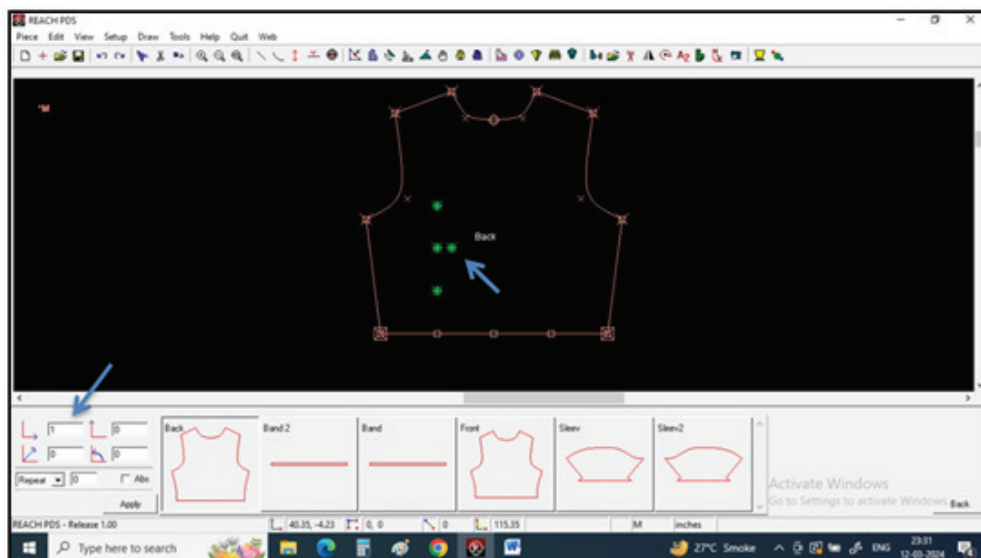 REACH PDS
Piece Edit View Setup Draw Tools Help Quit Web
*M
Back
1 0
0 0
Repeat 0 Abs
Apply
Back
Band 2
Band
Front
Sleev
Sleev2
Activate Windows
Go to Settings to activate Windows.
Back
REACH PDS - Release 1.00 40.35, -4.23 0, 0 0 115.35 M inches
Type here to search 27°C Smoke ENG 23:31
12-03-2024